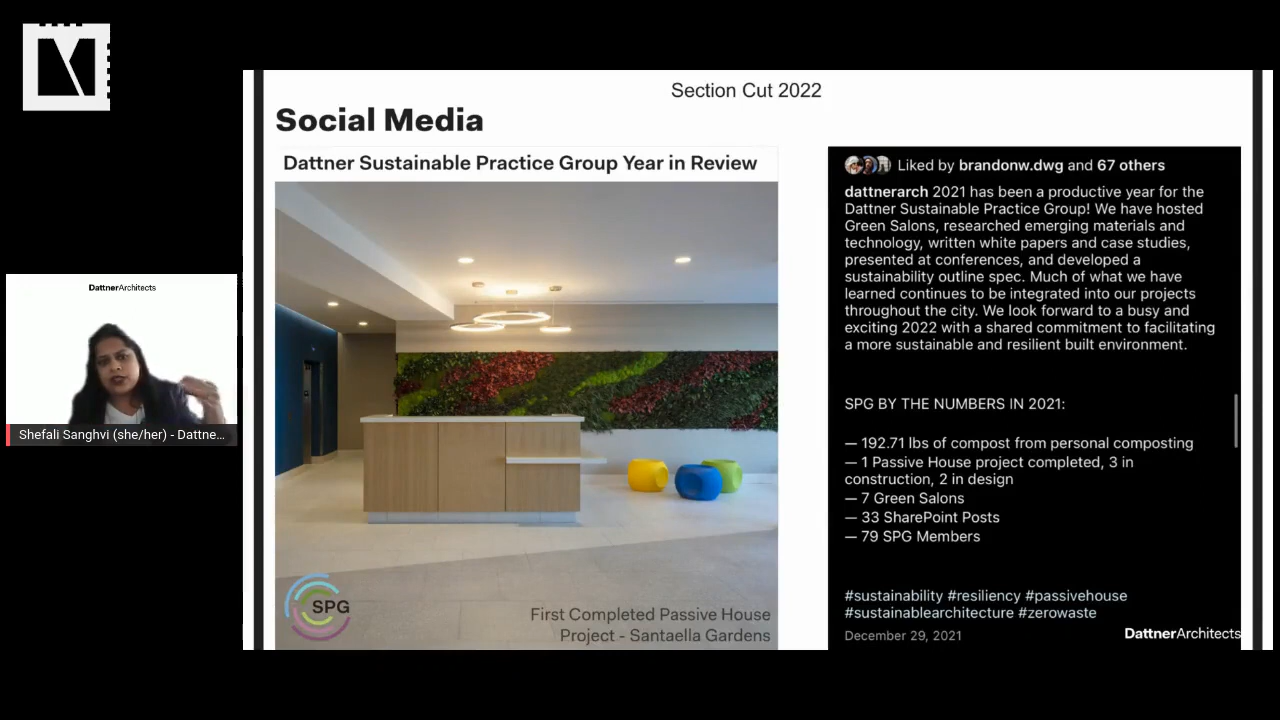 Section Cut 2022
Social Media
Dattner Sustainable Practice Group Year in Review
SPG
First Completed Passive House
Project - Santaella Gardens
Liked by brandonw.dwg and 67 others
dattnerarch 2021 has been a productive year for the
Dattner Sustainable Practice Group! We have hosted
Green Salons, researched emerging materials and
technology, written white papers and case studies,
presented at conferences, and developed a
sustainability outline spec. Much of what we have
learned continues to be integrated into our projects
throughout the city. We look forward to a busy and
exciting 2022 with a shared commitment to facilitating
a more sustainable and resilient built environment.
SPG BY THE NUMBERS IN 2021:
— 192.71 lbs of compost from personal composting
— 1 Passive House project completed, 3 in
construction, 2 in design
— 7 Green Salons
— 33 SharePoint Posts
— 79 SPG Members
#sustainability #resiliency #passivehouse
#sustainablearchitecture #zerowaste
December 29, 2021
DattnerArchitects
DattnerArchitects
Shefali Sanghvi (she/her) - Dattne...